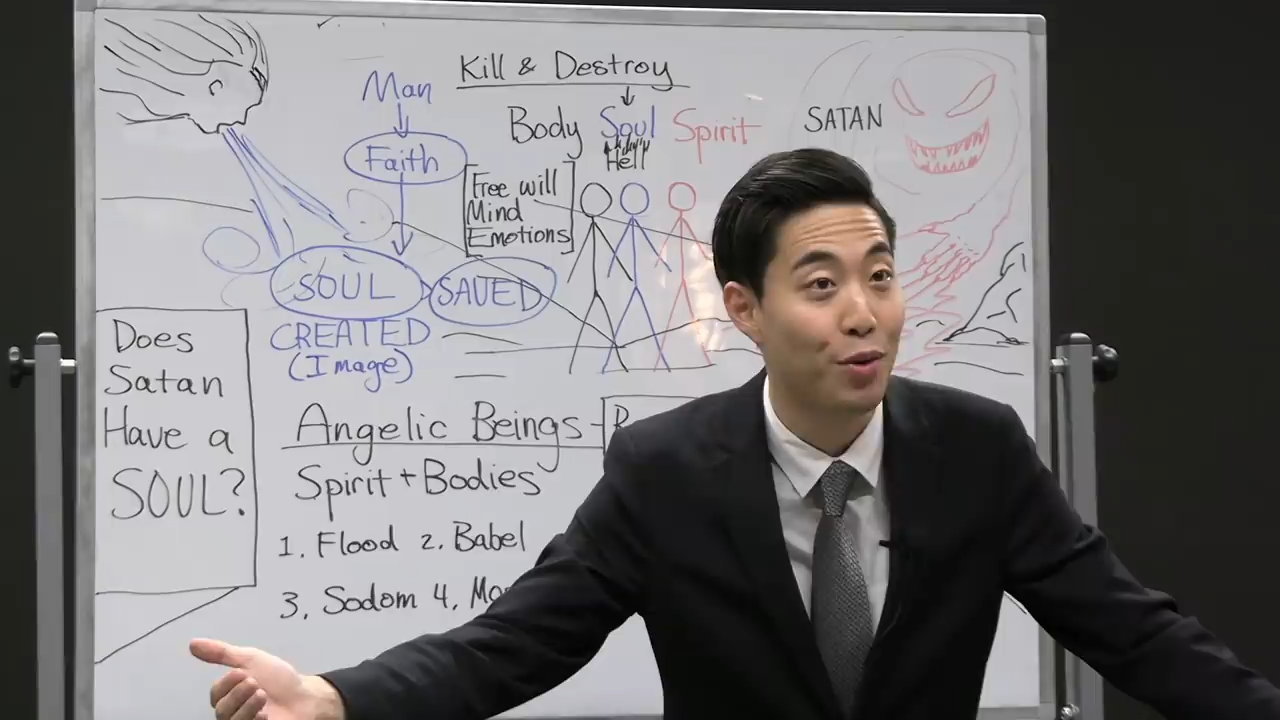 Kill & Destroy
Man
Body Soul Spirit
Hell
SATAN
Faith
Free will
Mind
Emotions
SOUL SAVED
CREATED
(Image)
Does
Satan
Have a
SOUL?
Angelic Beings -
Spirit + Bodies
1. Flood 2. Babel
3. Sodom 4.